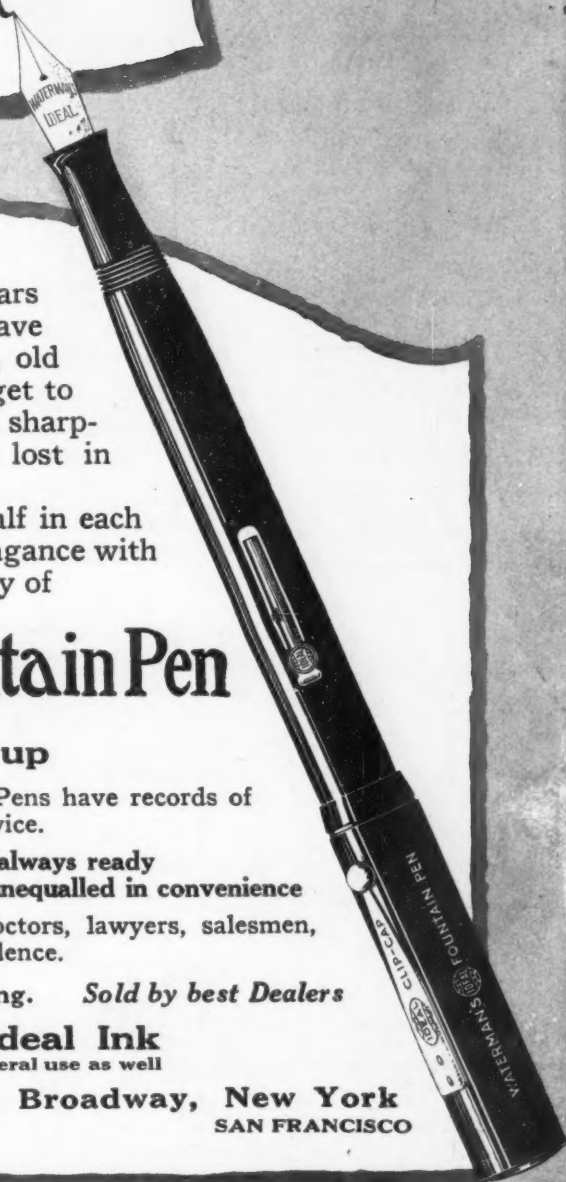 WATERMAN'S
IDEAL
ars
ave
old
get to
sharp-
lost in
alf in each
agance with
y of
tain Pen
up
Pens have records of
vice.
always ready
nequalled in convenience
octors, lawyers, salesmen,
lence.
ng. Sold by best Dealers
deal Ink
eral use as well
Broadway, New York
SAN FRANCISCO
CLIP-CAP
IDEAL
WATERMAN'S IDEAL FOUNTAIN PEN